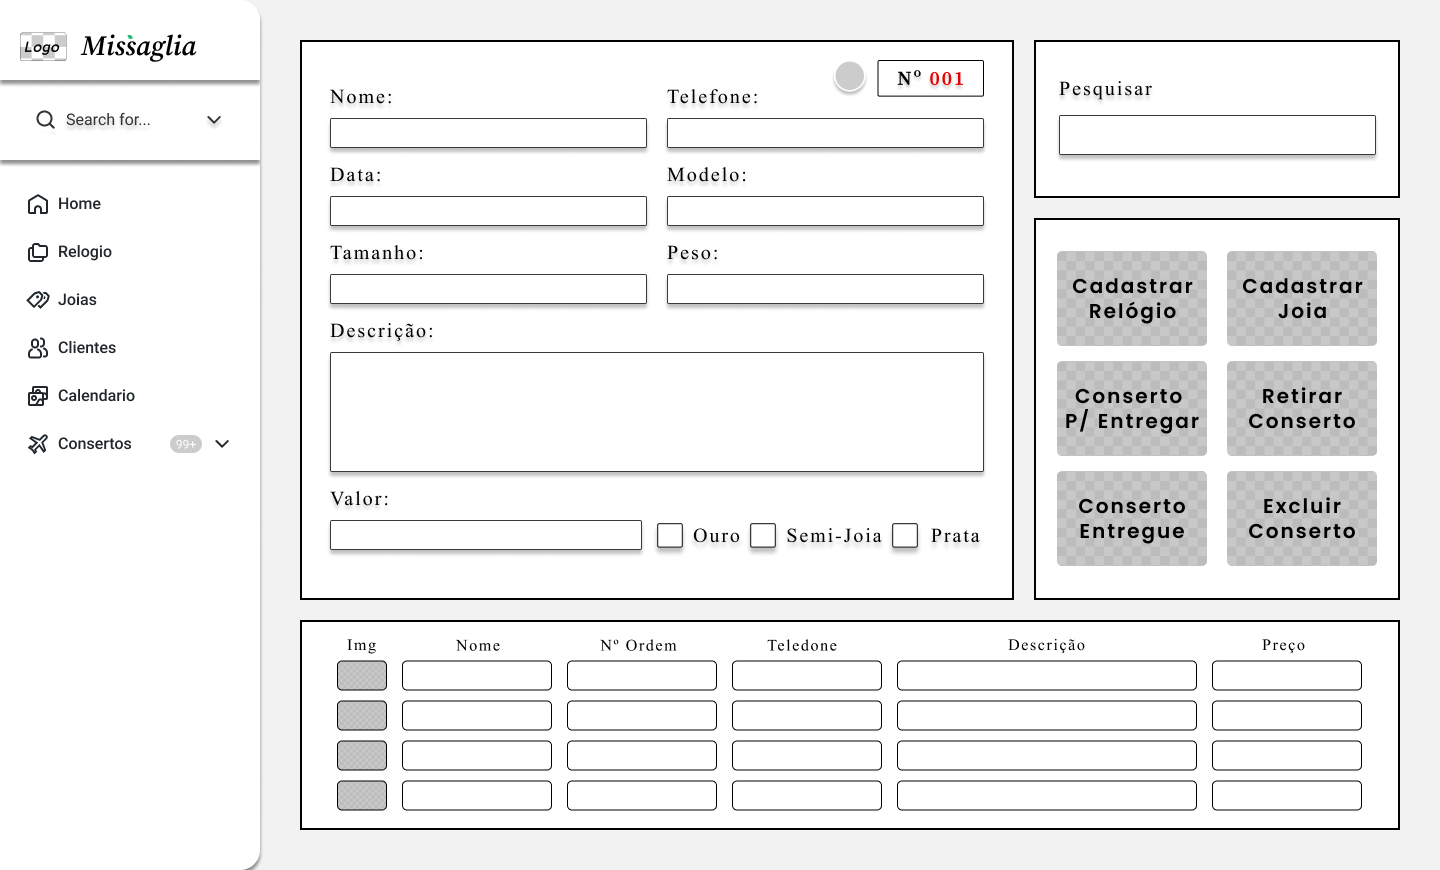 Logo Missaglia
Search for...
Home
Relogio
Joias
Clientes
Calendario
Consertos 99+
Nº 001
Nome: Telefone:
Data: Modelo:
Tamanho: Peso:
Descrição:
Valor:
Ouro Semi-Joia Prata
Pesquisar
Cadastrar
Relógio
Cadastrar
Joia
Conserto
P/ Entregar
Retirar
Conserto
Conserto
Entregue
Excluir
Conserto
Img Nome Nº Ordem Teledone Descrição Preço